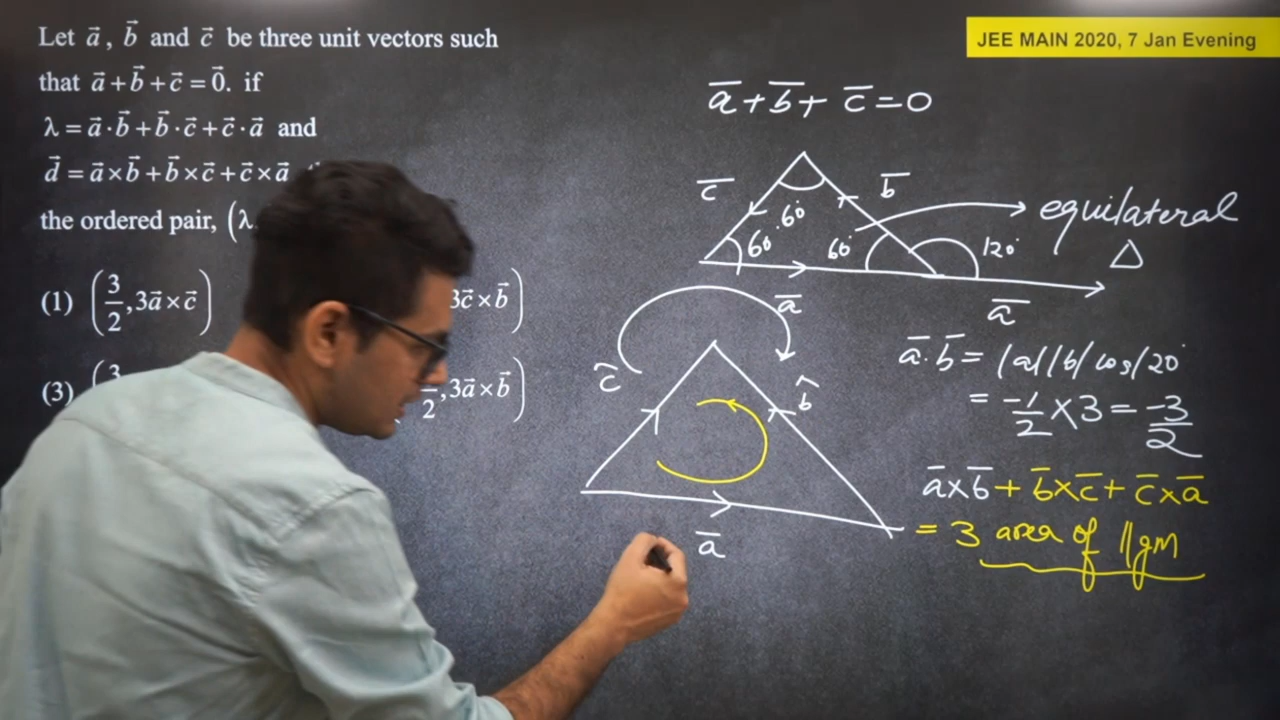 Let a⃗, b⃗ and c⃗ be three unit vectors such
that a⃗+b⃗+c⃗=0⃗. if
λ=a⃗·b⃗+b⃗·c⃗+c⃗·a⃗ and
d⃗=a⃗×b⃗+b⃗×c⃗+c⃗×a⃗
the ordered pair, (λ
(1) (3/2, 3a⃗×c⃗)
3c⃗×b⃗)
(3) (3
/2, 3a⃗×b⃗)
JEE MAIN 2020, 7 Jan Evening
a̅+b̅+c̅=0
c̅
b̅
60°
60°
60°
120°
equilateral
Δ
a̅
a̅
c̅
b̂
a̅
a̅.b̅=|a||b|cos120°
=-1/2×3=-3/2
a̅×b̅+b̅×c̅+c̅×a̅
=3 area of ||gm